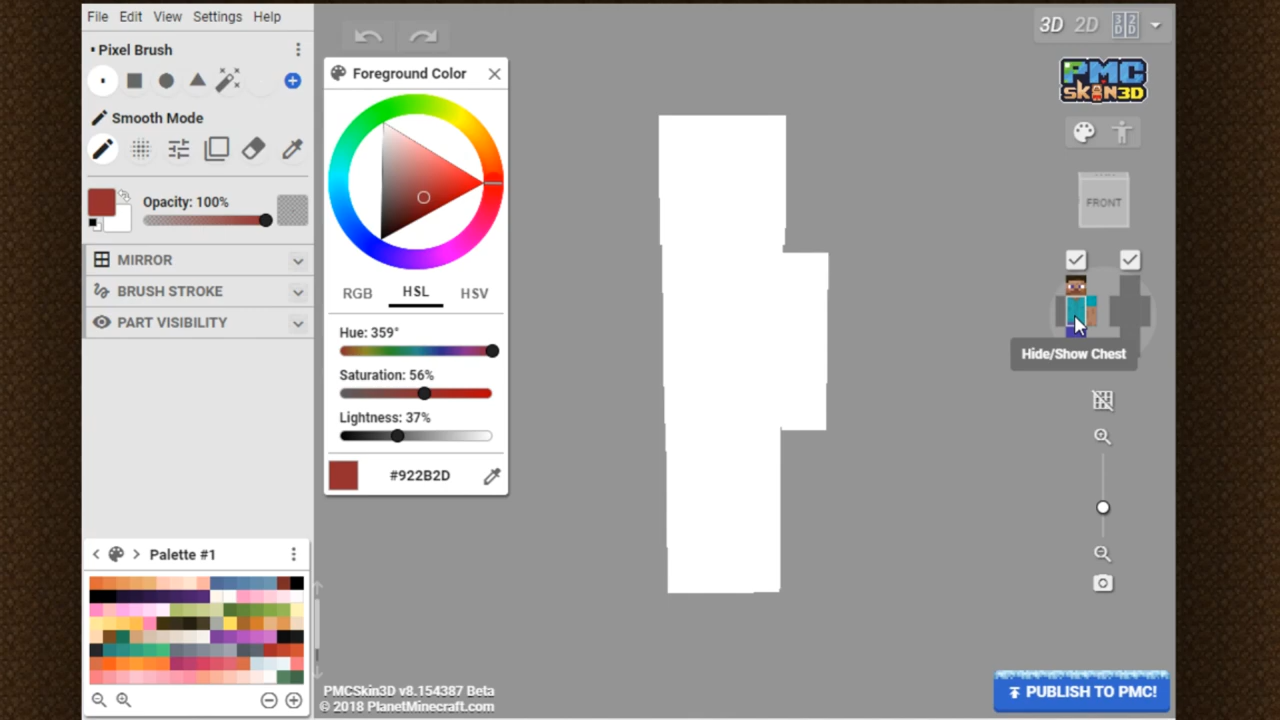 File Edit View Settings Help
3D 2D 3D 2D
Pixel Brush
Foreground Color
PMC
SKIN3D
Smooth Mode
Opacity: 100%
FRONT
MIRROR
BRUSH STROKE
RGB HSL HSV
PART VISIBILITY
Hue: 359°
Hide/Show Chest
Saturation: 56%
Lightness: 37%
#922B2D
Palette #1
PMCSkin3D v8.154387 Beta
© 2018 PlanetMinecraft.com
PUBLISH TO PMC!